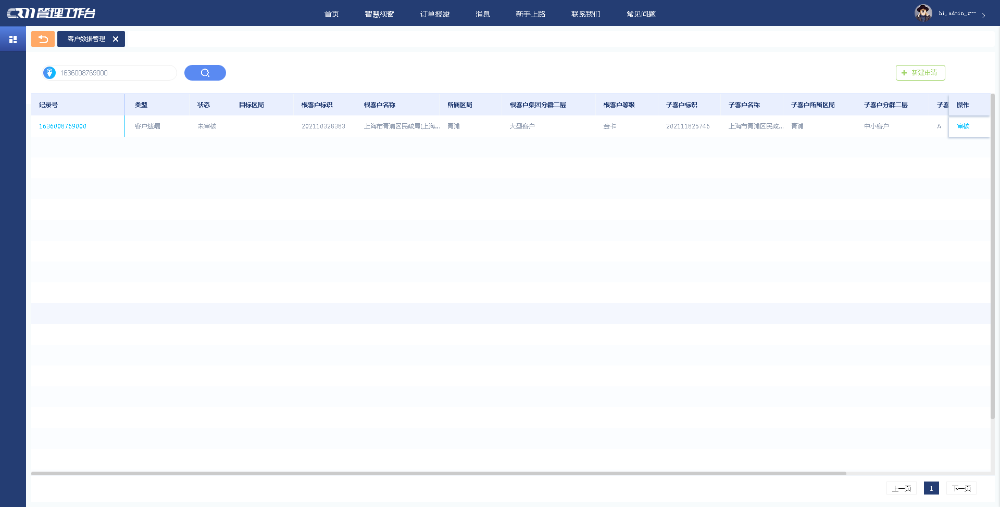 CRM管理工作台
首页 智慧视窗 订单报竣 消息 新手上路 联系我们 常见问题
hi,admin_z···
客户数据管理
1636008769000
新建申请
记录号 类型 状态 目标区局 根客户标识 根客户名称 所属区局 根客户集团分群二层 根客户等级 子客户标识 子客户名称 子客户所属区局 子客户分群二层 子客 操作
1636008769000 客户遗漏 未审核 202110328383 上海市青浦区民政局(上海... 青浦 大型客户 金卡 202111825746 上海市青浦区民政... 青浦 中小客户 A 审核
上一页 1 下一页